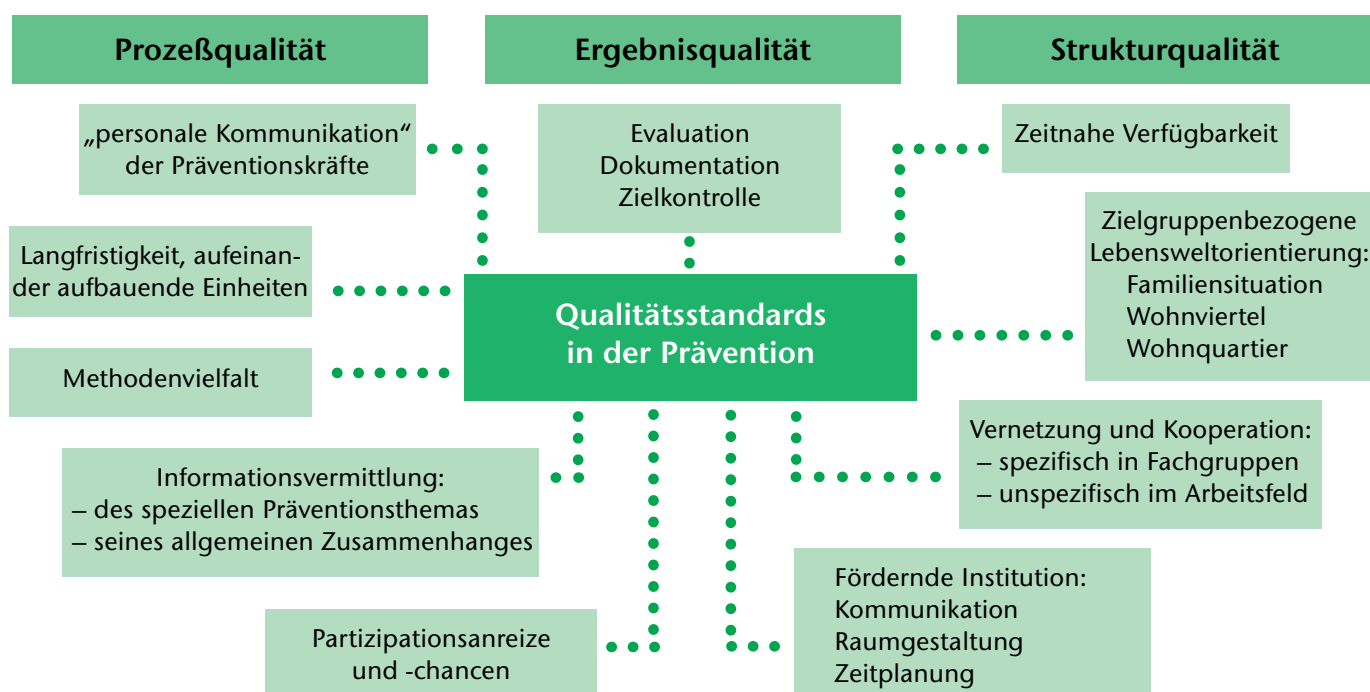 Prozeßqualität
Ergebnisqualität
Strukturqualität
„personale Kommunikation“
der Präventionskräfte
Evaluation
Dokumentation
Zielkontrolle
Zeitnahe Verfügbarkeit
Langfristigkeit, aufeinan-
der aufbauende Einheiten
Zielgruppenbezogene
Lebensweltorientierung:
Familiensituation
Wohnviertel
Wohnquartier
Qualitätsstandards
in der Prävention
Methodenvielfalt
Informationsvermittlung:
– des speziellen Präventionsthemas
– seines allgemeinen Zusammenhanges
Vernetzung und Kooperation:
– spezifisch in Fachgruppen
– unspezifisch im Arbeitsfeld
Partizipationsanreize
und -chancen
Fördernde Institution:
Kommunikation
Raumgestaltung
Zeitplanung